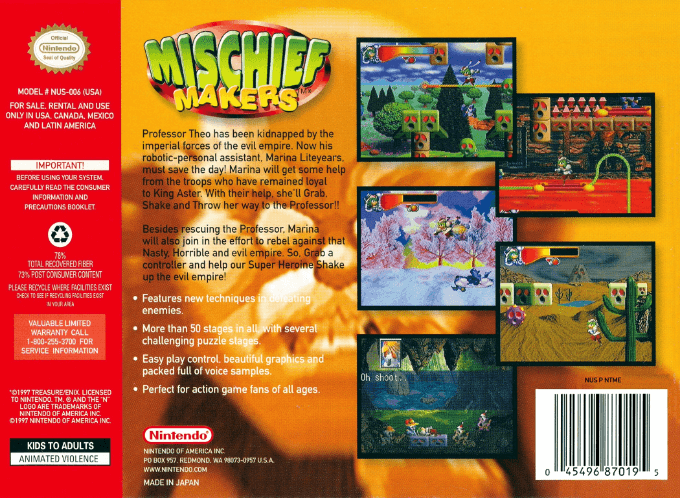 Official
Nintendo
Seal of Quality
MODEL # NUS-006 (USA)
FOR SALE, RENTAL AND USE
ONLY IN USA, CANADA, MEXICO
AND LATIN AMERICA
IMPORTANT!
BEFORE USING YOUR SYSTEM,
CAREFULLY READ THE CONSUMER
INFORMATION AND
PRECAUTIONS BOOKLET.
78%
TOTAL RECOVERED FIBER
73% POST CONSUMER CONTENT
PLEASE RECYCLE WHERE FACILITIES EXIST
CHECK TO SEE IF RECYCLING FACILITIES EXIST
IN YOUR AREA
VALUABLE LIMITED
WARRANTY CALL
1-800-255-3700 FOR
SERVICE INFORMATION
©1997 TREASURE/ENIX. LICENSED
TO NINTENDO. TM, ® AND THE "N"
LOGO ARE TRADEMARKS OF
NINTENDO OF AMERICA INC.
©1997 NINTENDO OF AMERICA INC.
KIDS TO ADULTS
ANIMATED VIOLENCE
MISCHIEF
MAKERS
Professor Theo has been kidnapped by the
imperial forces of the evil empire. Now his
robotic-personal assistant, Marina Liteyears,
must save the day! Marina will get some help
from the troops who have remained loyal
to King Aster. With their help, she'll Grab,
Shake and Throw her way to the Professor!!
Besides rescuing the Professor, Marina
will also join in the effort to rebel against that
Nasty, Horrible and evil empire. So, Grab a
controller and help our Super Heroine Shake
up the evil empire!
• Features new techniques in defeating
enemies.
• More than 50 stages in all, with several
challenging puzzle stages.
• Easy play control, beautiful graphics and
packed full of voice samples.
• Perfect for action game fans of all ages.
Nintendo®
NINTENDO OF AMERICA INC.
PO BOX 957, REDMOND, WA 98073-0957 U.S.A.
WWW.NINTENDO.COM
MADE IN JAPAN
Oh shoot..
NUS P NTME
0 45496 87019 5